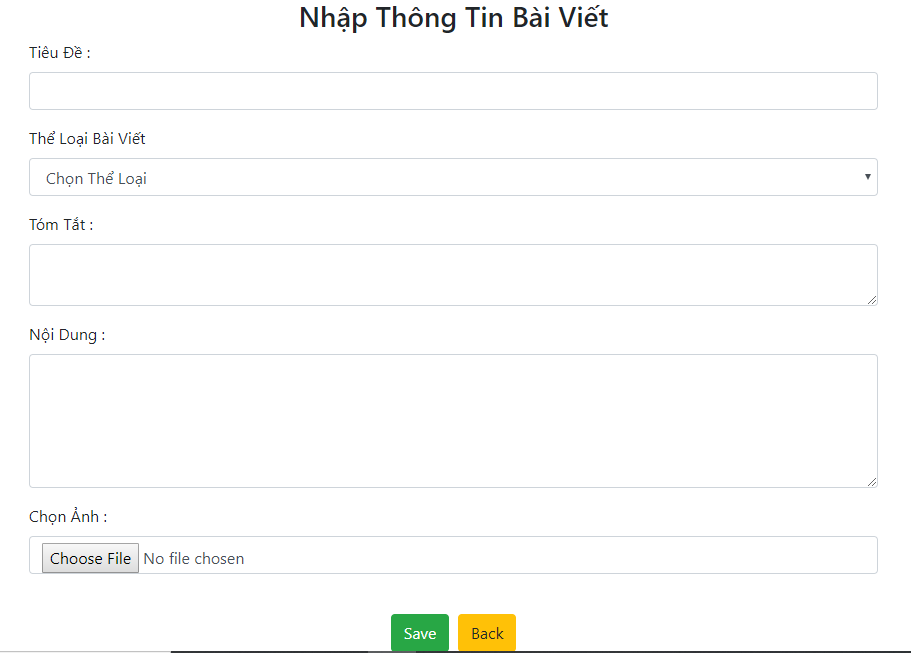 Nhập Thông Tin Bài Viết
Tiêu Đề :
Thể Loại Bài Viết
Chọn Thể Loại
Tóm Tắt :
Nội Dung :
Chọn Ảnh :
Choose File No file chosen
Save Back